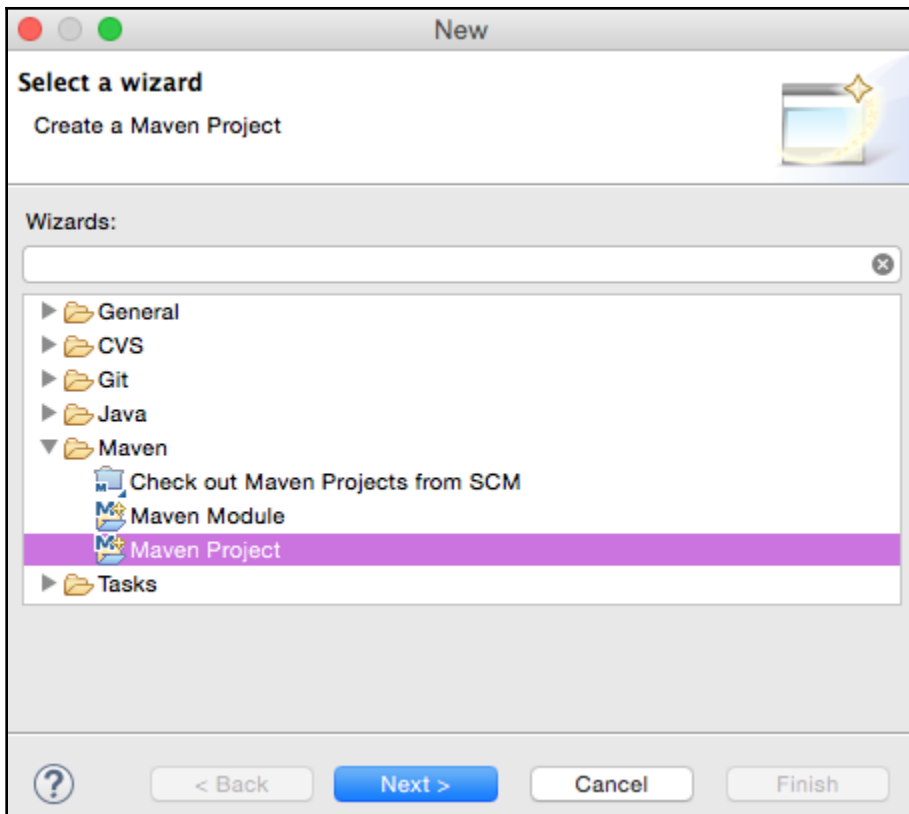 New
Select a wizard
Create a Maven Project
Wizards:
General
CVS
Git
Java
Maven
Check out Maven Projects from SCM
Maven Module
Maven Project
Tasks
? < Back Next > Cancel Finish